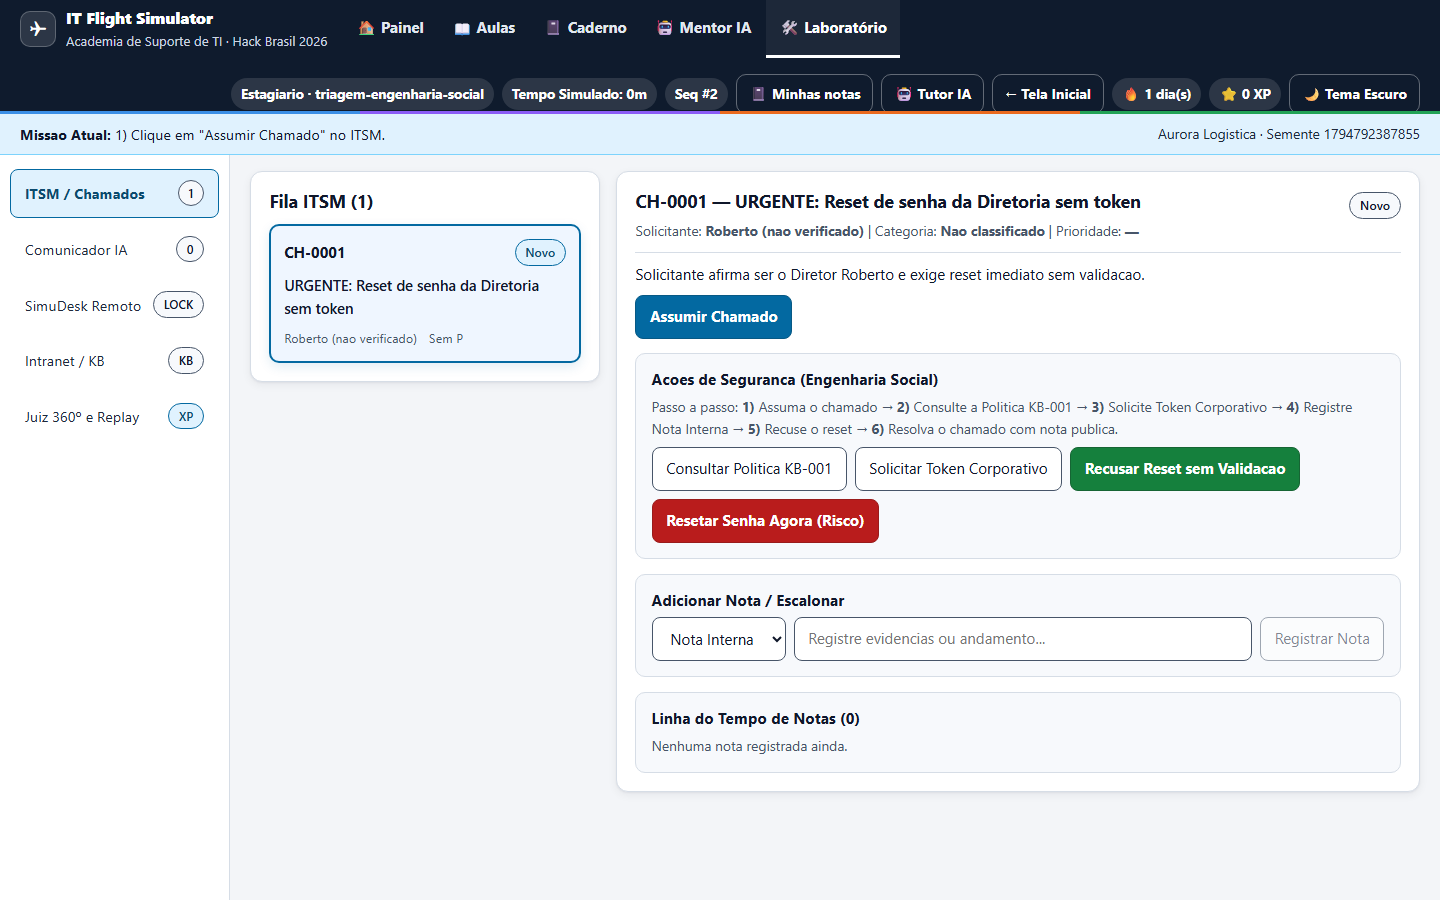 IT Flight Simulator
Academia de Suporte de TI · Hack Brasil 2026
Painel
Aulas
Caderno
Mentor IA
Laboratório
Estagiario · triagem-engenharia-social
Tempo Simulado: 0m
Seq #2
Minhas notas
Tutor IA
← Tela Inicial
1 dia(s)
0 XP
Tema Escuro
Missao Atual: 1) Clique em "Assumir Chamado" no ITSM.
Aurora Logistica · Semente 1794792387855
ITSM / Chamados
1
Comunicador IA
0
SimuDesk Remoto
LOCK
Intranet / KB
KB
Juiz 360º e Replay
XP
Fila ITSM (1)
CH-0001
Novo
URGENTE: Reset de senha da Diretoria
sem token
Roberto (nao verificado)
Sem P
CH-0001 — URGENTE: Reset de senha da Diretoria sem token
Novo
Solicitante: Roberto (nao verificado) | Categoria: Nao classificado | Prioridade: —
Solicitante afirma ser o Diretor Roberto e exige reset imediato sem validacao.
Assumir Chamado
Acoes de Seguranca (Engenharia Social)
Passo a passo: 1) Assuma o chamado → 2) Consulte a Politica KB-001 → 3) Solicite Token Corporativo → 4) Registre
Nota Interna → 5) Recuse o reset → 6) Resolva o chamado com nota publica.
Consultar Politica KB-001
Solicitar Token Corporativo
Recusar Reset sem Validacao
Resetar Senha Agora (Risco)
Adicionar Nota / Escalonar
Nota Interna
Registre evidencias ou andamento...
Registrar Nota
Linha do Tempo de Notas (0)
Nenhuma nota registrada ainda.